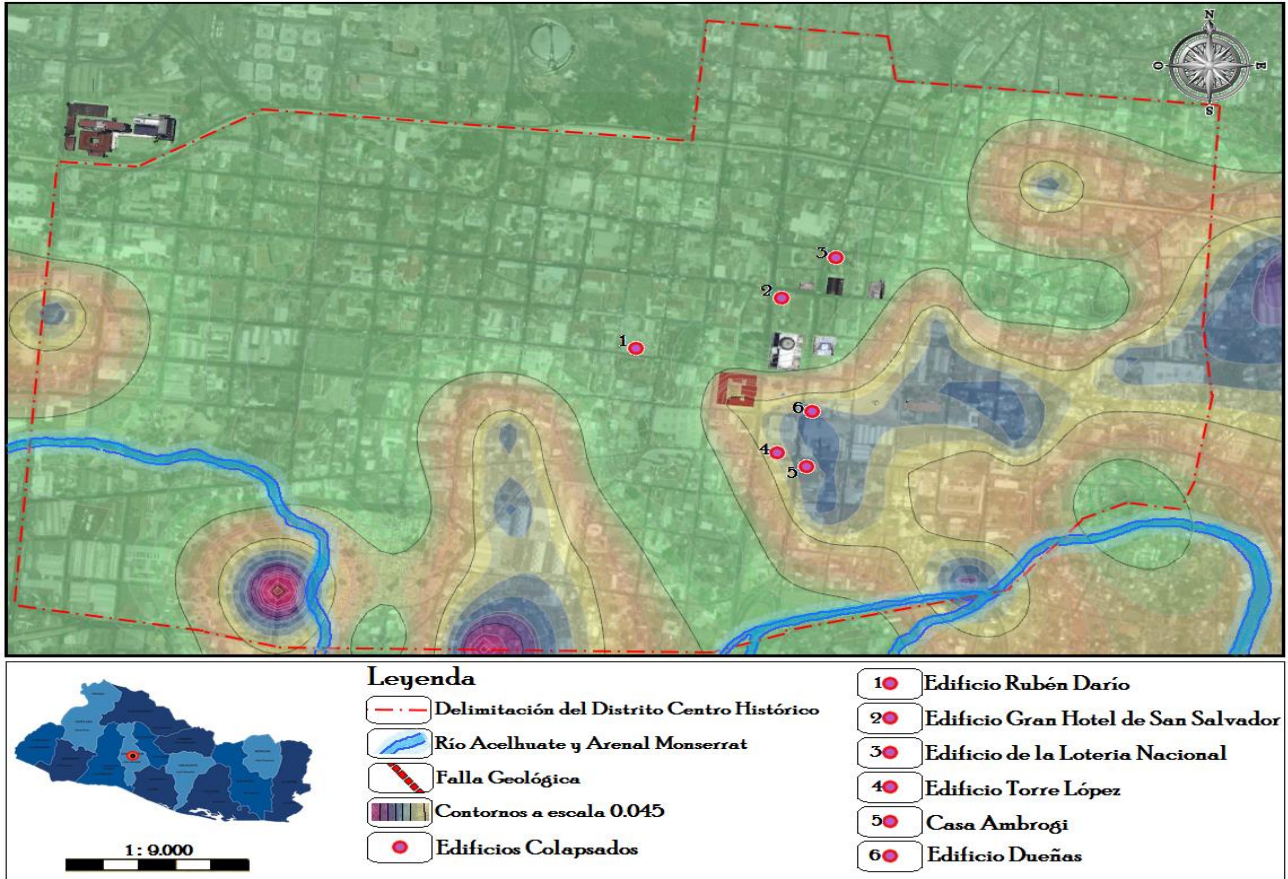 N
O
E
S
3
2
1
6
4
5
Leyenda
Delimitación del Distrito Centro Histórico
Río Acelhuate y Arenal Monserrat
Falla Geológica
Contornos a escala 0.045
Edificios Colapsados
1: 9.000
1 Edificio Rubén Darío
2 Edificio Gran Hotel de San Salvador
3 Edificio de la Loteria Nacional
4 Edificio Torre López
5 Casa Ambrogi
6 Edificio Dueñas